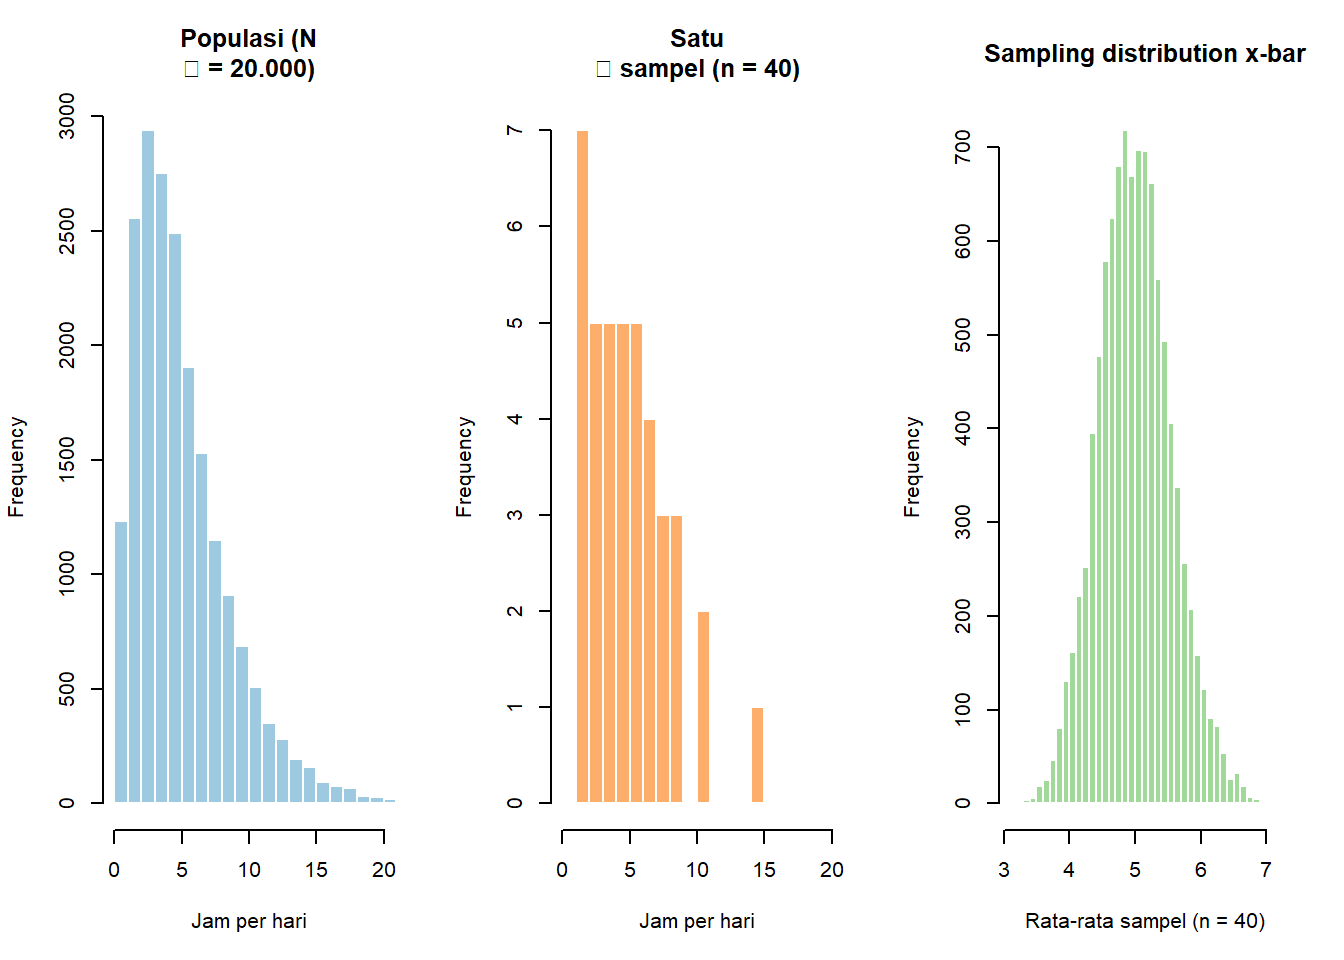 Populasi (N
 = 20.000)
Frequency
3000
2500
2000
1500
1000
500
0
0 5 10 15 20
Jam per hari
Satu
 sampel (n = 40)
Frequency
7
6
5
4
3
2
1
0
0 5 10 15 20
Jam per hari
Sampling distribution x-bar
Frequency
700
600
500
400
300
200
100
0
3 4 5 6 7
Rata-rata sampel (n = 40)